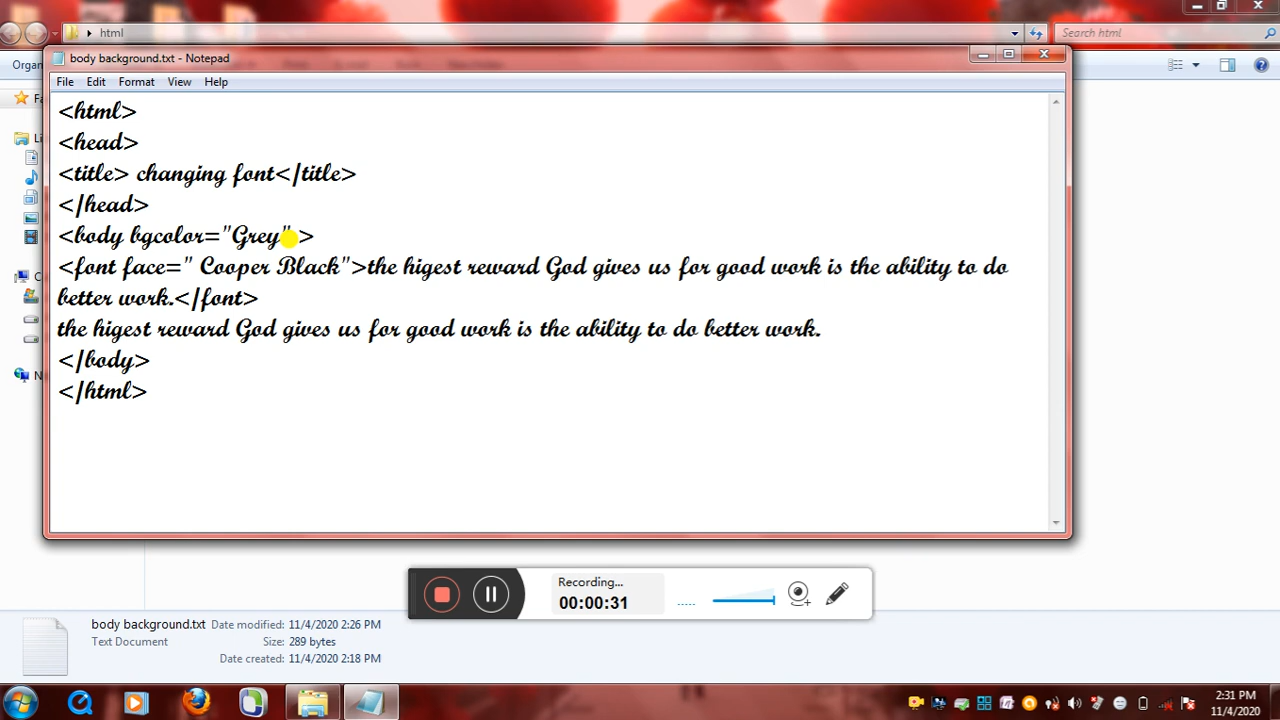 html
Search html
Organ
body background.txt - Notepad
File Edit Format View Help
<html>
<head>
<title> changing font</title>
</head>
<body bgcolor="Grey" >
<font face=" Cooper Black">the higest reward God gives us for good work is the ability to do
better work.</font>
the higest reward God gives us for good work is the ability to do better work.
</body>
</html>
Fa
Li
C
N
Recording...
00:00:31
body background.txt Date modified: 11/4/2020 2:26 PM
Text Document Size: 289 bytes
Date created: 11/4/2020 2:18 PM
2:31 PM
11/4/2020